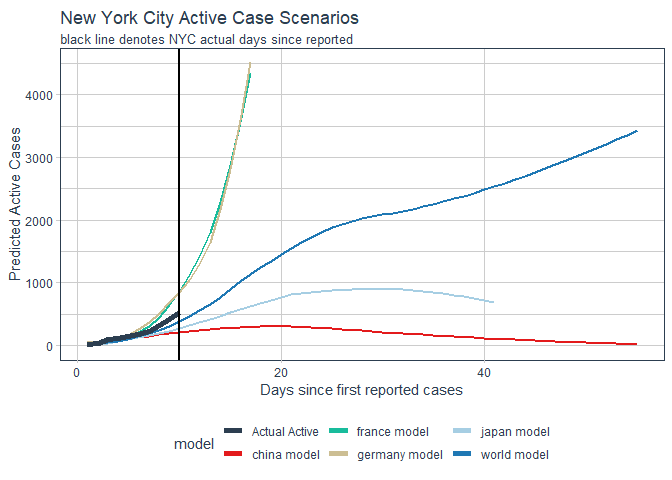 New York City Active Case Scenarios
black line denotes NYC actual days since reported
Predicted Active Cases
4000
3000
2000
1000
0
0 20 40
Days since first reported cases
model
Actual Active france model japan model
china model germany model world model